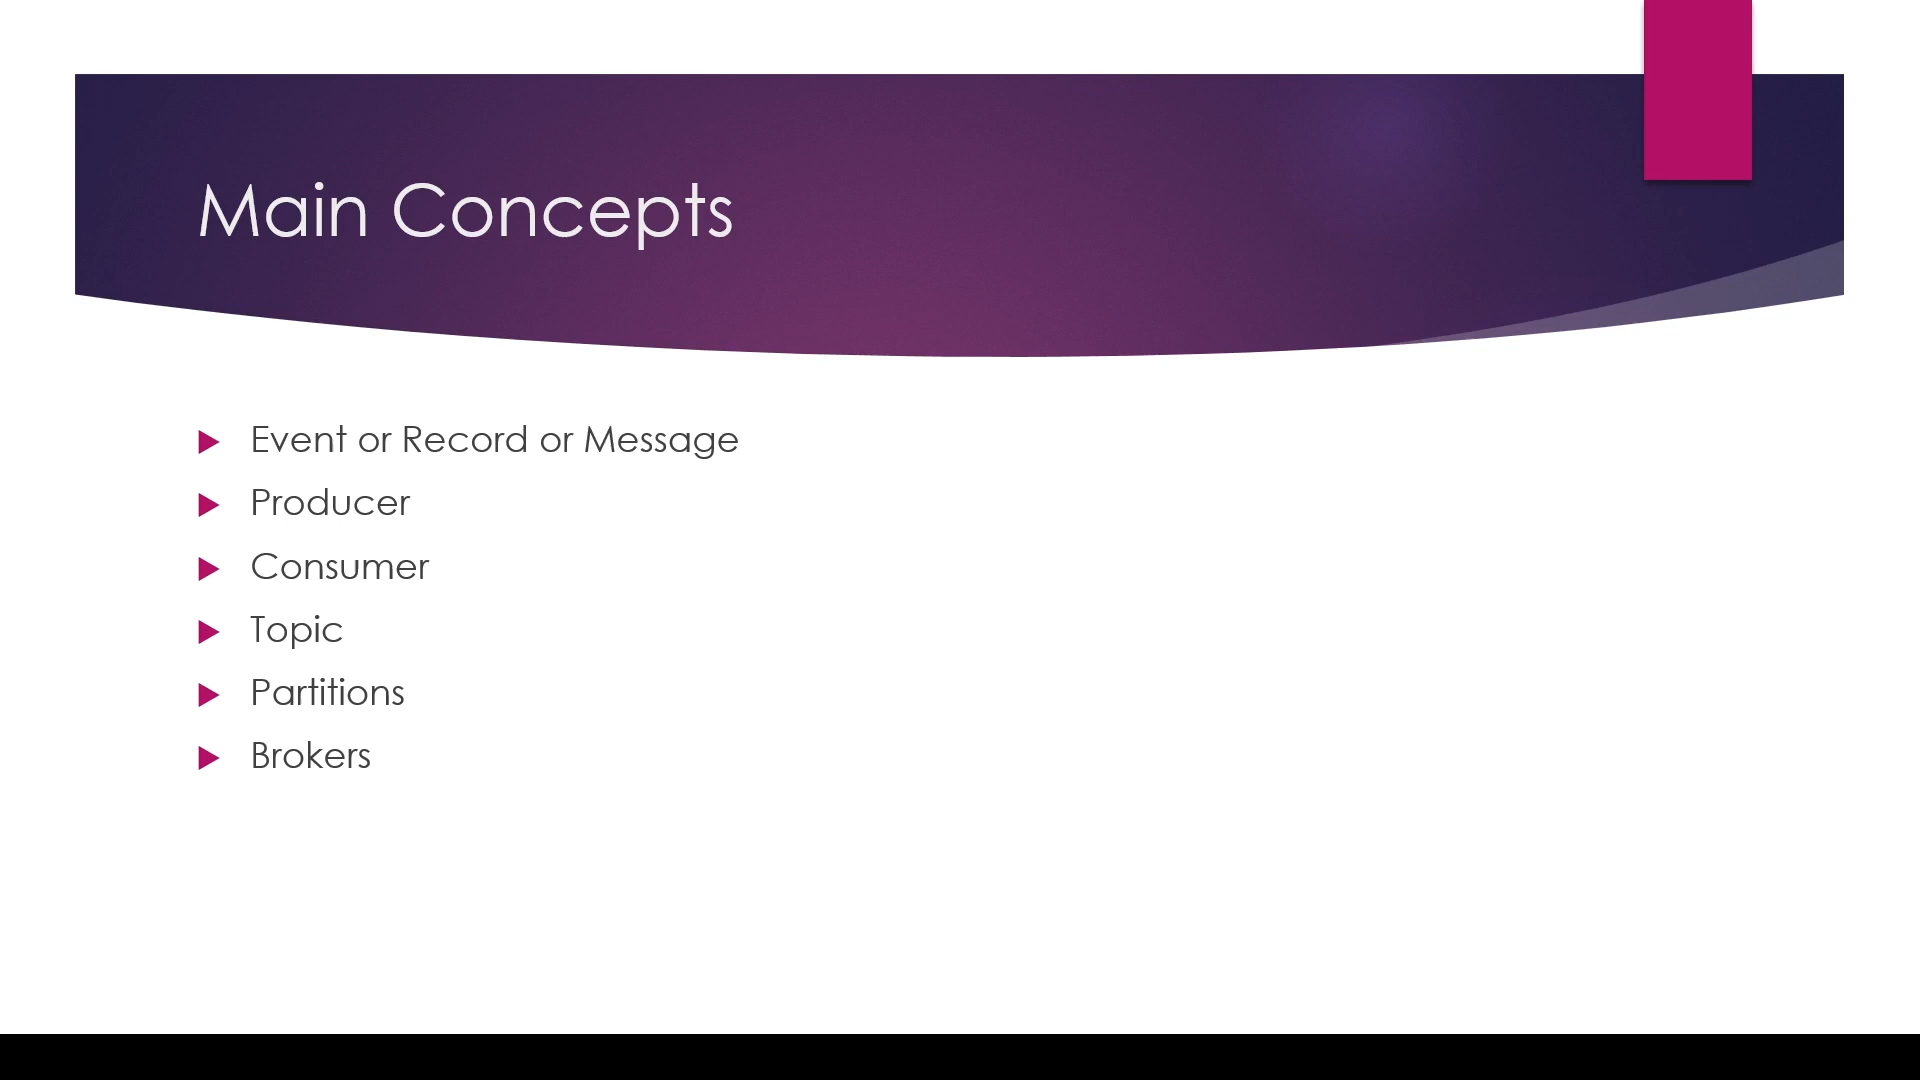 Main Concepts
Event or Record or Message
Producer
Consumer
Topic
Partitions
Brokers